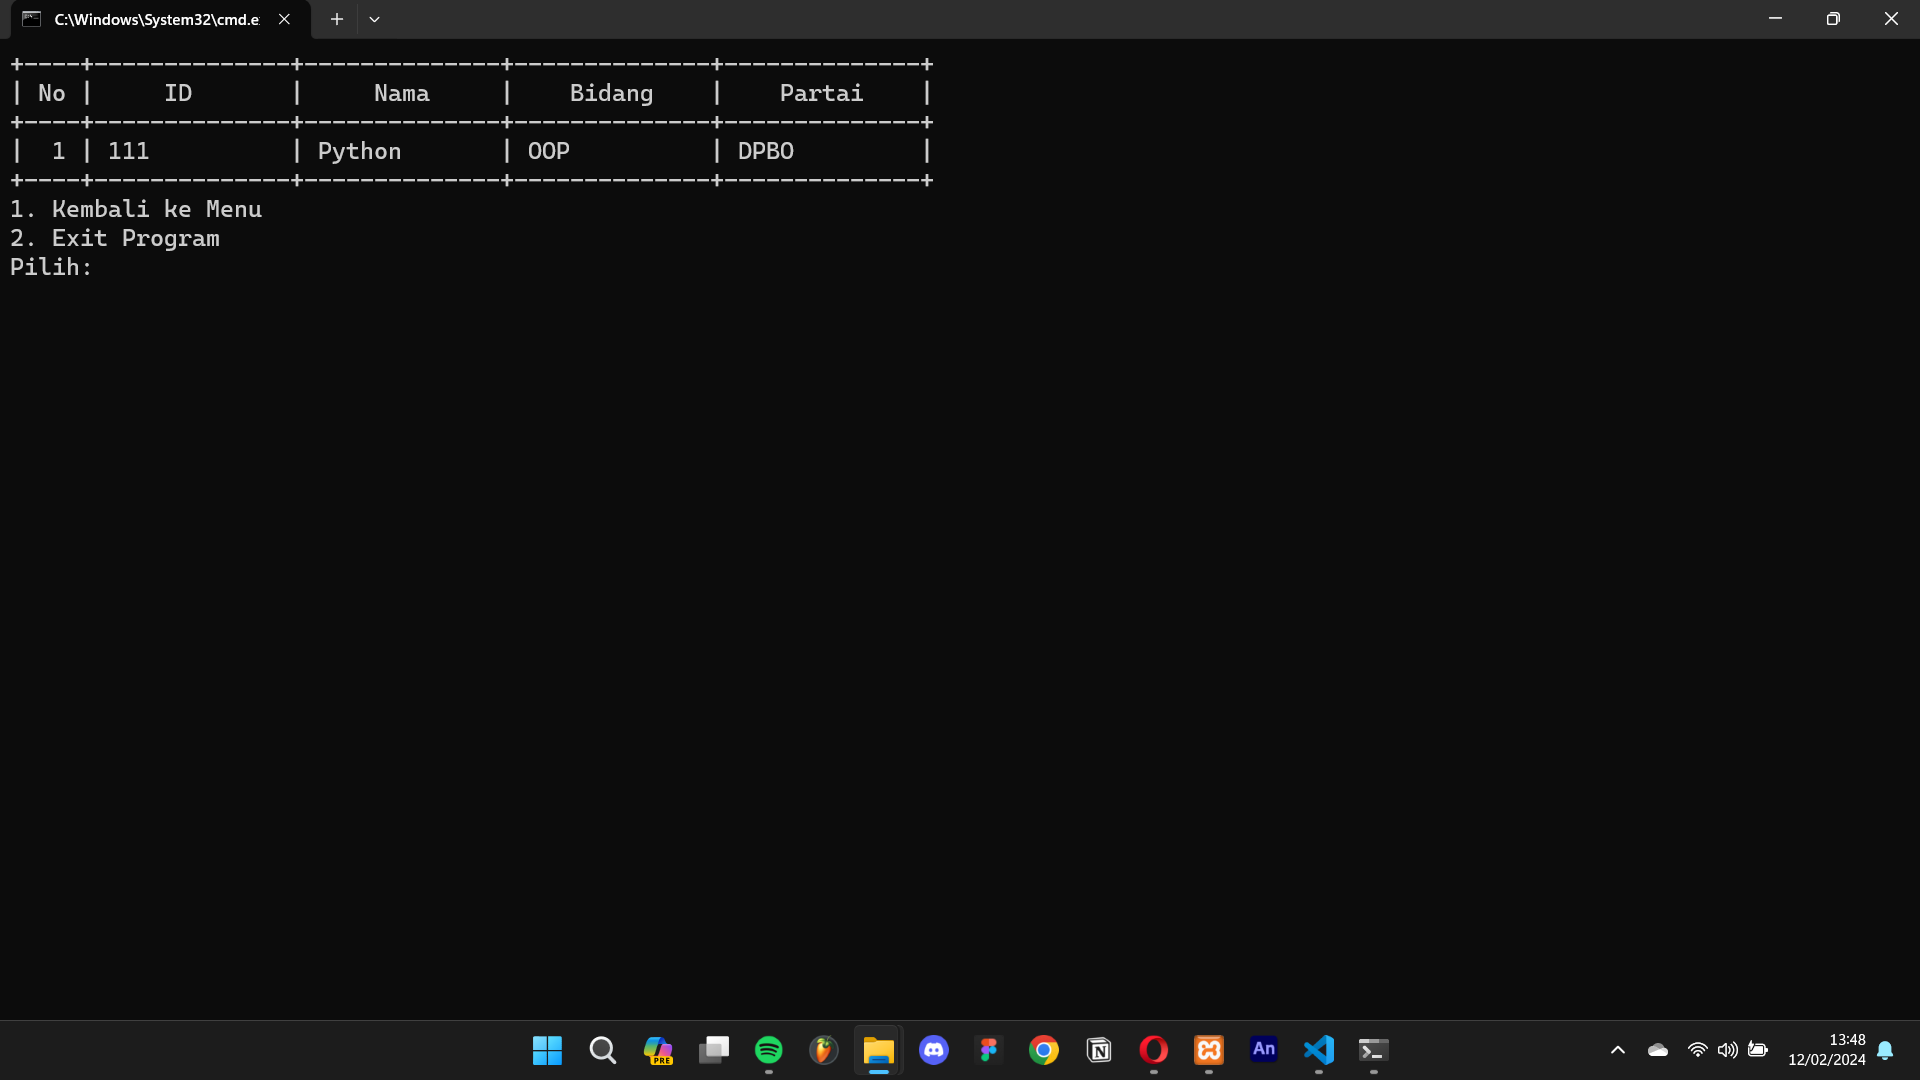 C:\Windows\System32\cmd.e
+----+--------------+--------------+--------------+--------------+
| No |     ID       |     Nama     |    Bidang    |    Partai    |
+----+--------------+--------------+--------------+--------------+
|  1 | 111          | Python       | OOP          | DPBO         |
+----+--------------+--------------+--------------+--------------+
1. Kembali ke Menu
2. Exit Program
Pilih:
PRE
An
13:48
12/02/2024